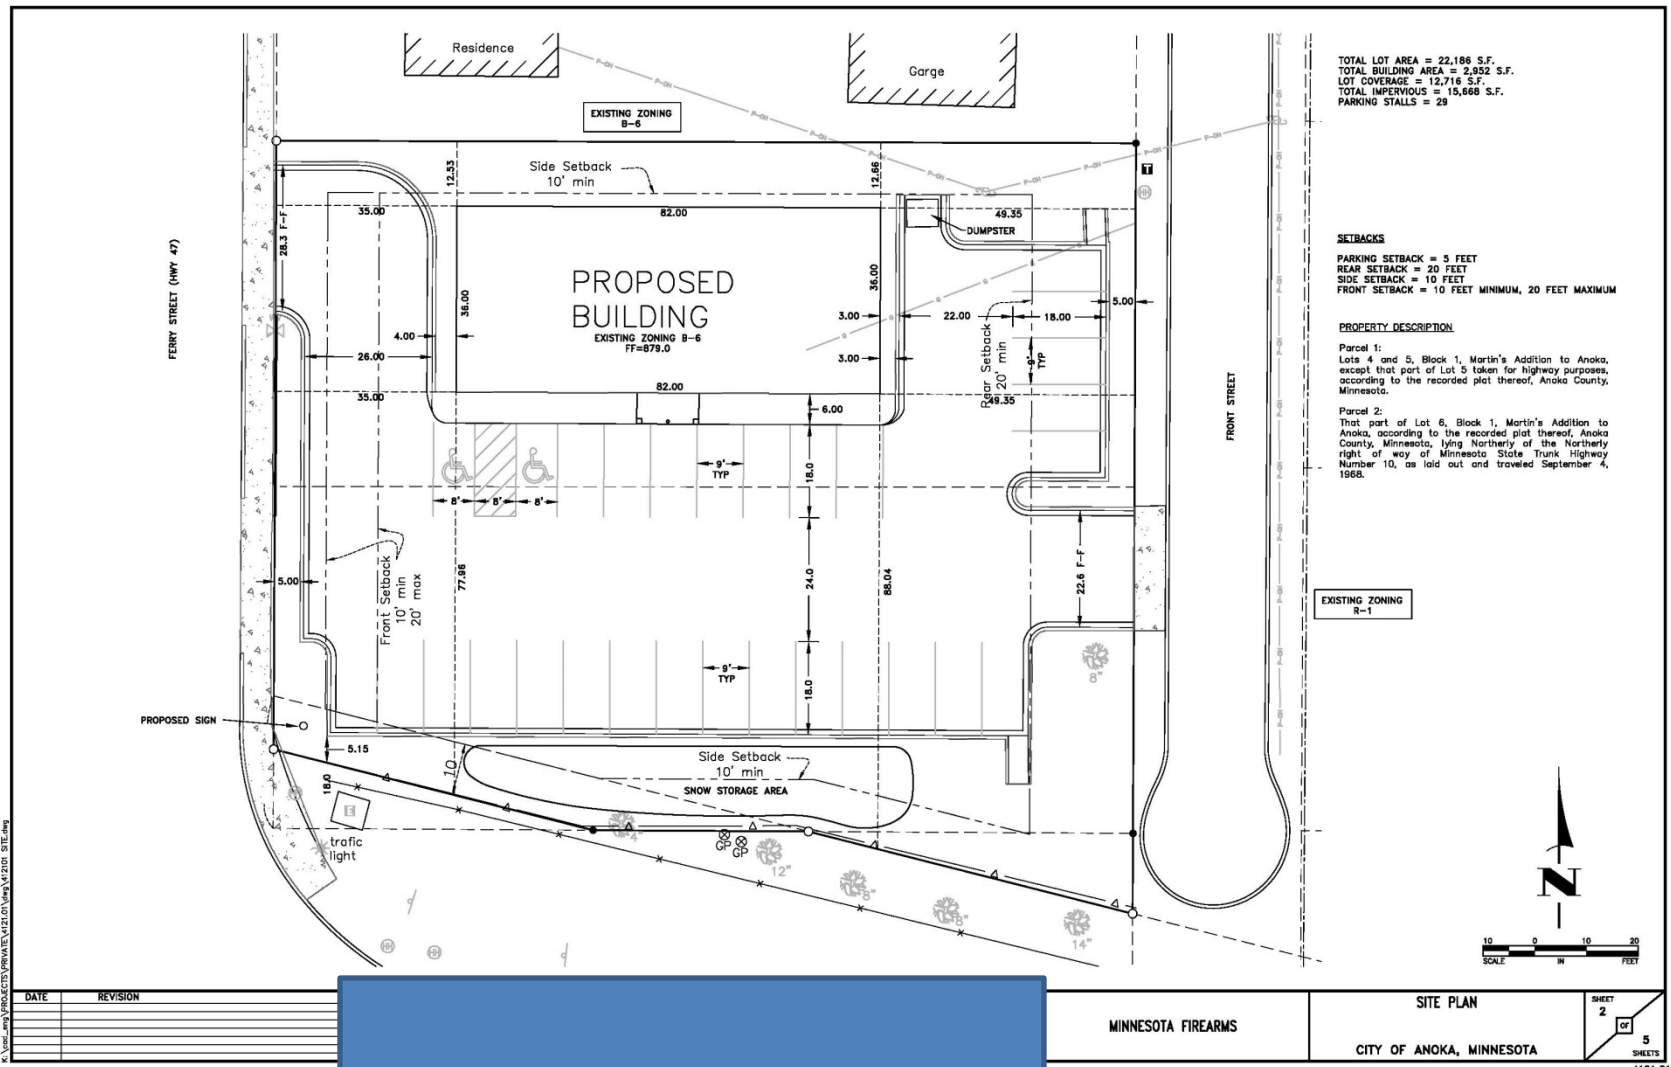 Residence
Garge
EXISTING ZONING
B-6
TOTAL LOT AREA = 22,186 S.F.
TOTAL BUILDING AREA = 2,952 S.F.
LOT COVERAGE = 12,716 S.F.
TOTAL IMPERVIOUS = 15,668 S.F.
PARKING STALLS = 29
Side Setback
10' min
12.53
12.66
T
HH
35.00
82.00
49.35
DUMPSTER
28.3 F-F
FERRY STREET (HWY 47)
PROPOSED
BUILDING
EXISTING ZONING B-6
FF=879.0
36.00
36.00
4.00
26.00
3.00
3.00
22.00
18.00
5.00
Rear Setback
20' min
9'
TYP
SETBACKS
PARKING SETBACK = 5 FEET
REAR SETBACK = 20 FEET
SIDE SETBACK = 10 FEET
FRONT SETBACK = 10 FEET MINIMUM, 20 FEET MAXIMUM
PROPERTY DESCRIPTION
Parcel 1:
Lots 4 and 5, Block 1, Martin's Addition to Anoka,
except that part of Lot 5 taken for highway purposes,
according to the recorded plat thereof, Anoka County,
Minnesota.
Parcel 2:
That part of Lot 6, Block 1, Martin's Addition to
Anoka, according to the recorded plat thereof, Anoka
County, Minnesota, lying Northerly of the Northerly
right of way of Minnesota State Trunk Highway
Number 10, as laid out and traveled September 4,
1968.
35.00
82.00
49.35
6.00
FRONT STREET
9'
TYP
18.0
8'
8'
8'
5.00
Front Setback
10' min
20' max
77.96
24.0
88.04
22.6 F-F
EXISTING ZONING
R-1
9'
TYP
18.0
8"
PROPOSED SIGN
5.15
10
18.0
Side Setback
10' min
SNOW STORAGE AREA
E
trafic
light
4"
GP
GP
12"
8"
8"
14"
HH
HH
N
10
0
10
20
SCALE
IN
FEET
DATE
REVISION
MINNESOTA FIREARMS
SITE PLAN
CITY OF ANOKA, MINNESOTA
SHEET
2
OF
5
SHEETS